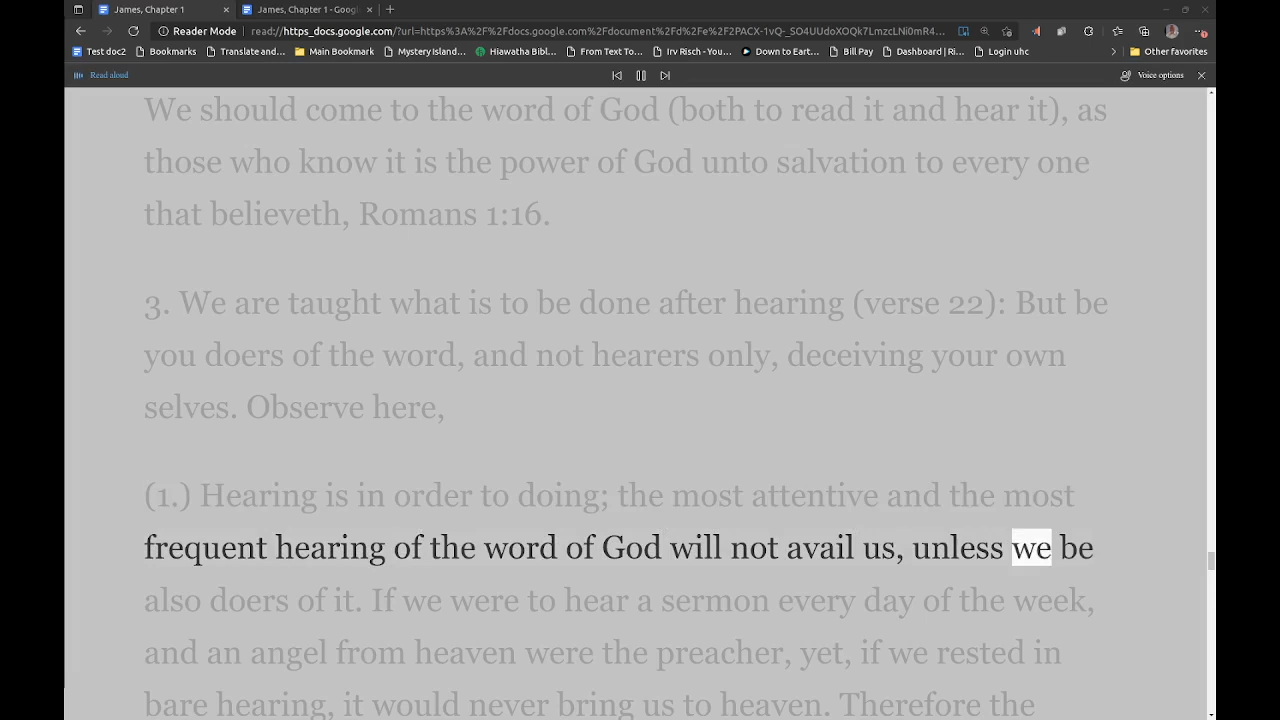 James, Chapter 1
James, Chapter 1 - Googl
Reader Mode
read://https_docs.google.com/?url=https%3A%2F%2Fdocs.google.com%2Fdocument%2Fd%2Fe%2F2PACX-1vQ-_SO4UUdoXOQk7LmzcLNi0mR4...
Test doc2
Bookmarks
Translate and...
Main Bookmark
Mystery Island...
Hiawatha Bibl...
From Text To...
Irv Risch - You...
Down to Eart...
Bill Pay
Dashboard | Ri...
Login uhc
Other favorites
Read aloud
Voice options
We should come to the word of God (both to read it and hear it), as
those who know it is the power of God unto salvation to every one
that believeth, Romans 1:16.
3. We are taught what is to be done after hearing (verse 22): But be
you doers of the word, and not hearers only, deceiving your own
selves. Observe here,
(1.) Hearing is in order to doing; the most attentive and the most
frequent hearing of the word of God will not avail us, unless we be
also doers of it. If we were to hear a sermon every day of the week,
and an angel from heaven were the preacher, yet, if we rested in
bare hearing, it would never bring us to heaven. Therefore the